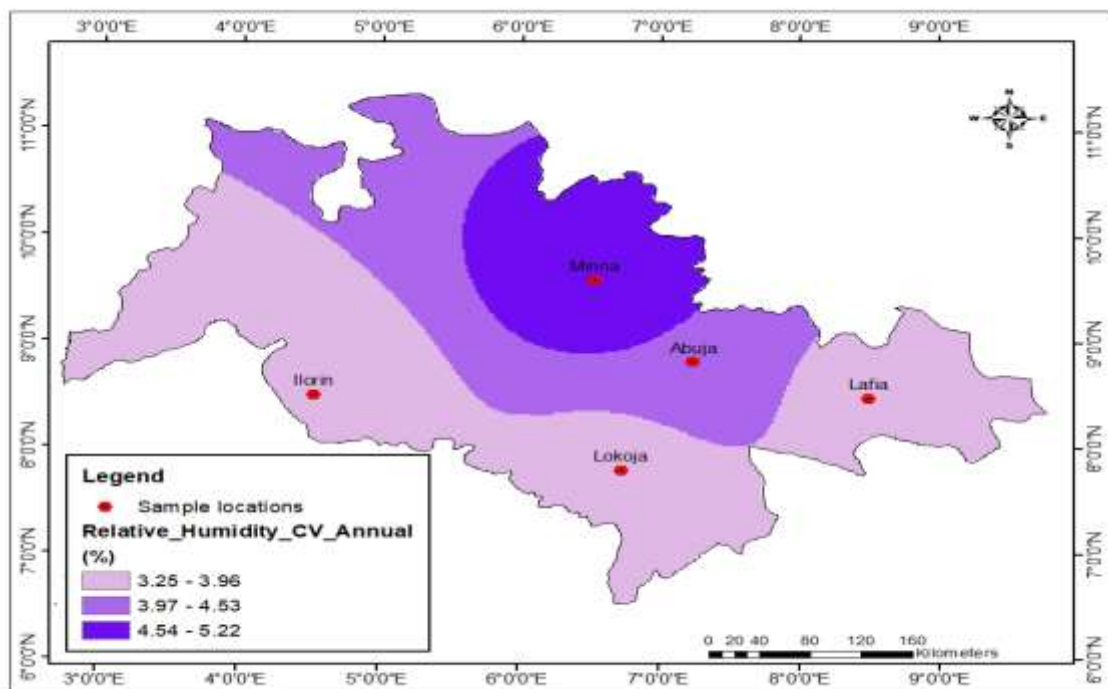 3°0'0"E 4°0'0"E 5°0'0"E 6°0'0"E 7°0'0"E 8°0'0"E 9°0'0"E
11°0'0"N
11°0'0"N
N
W E
S
10°0'0"N
10°0'0"N
Minna
9°0'0"N
9°0'0"N
Abuja
Ilorin
Lafia
8°0'0"N
8°0'0"N
Lokoja
Legend
Sample locations
Relative_Humidity_CV_Annual
(%)
3.25 - 3.96
3.97 - 4.53
4.54 - 5.22
7°0'0"N
7°0'0"N
0 20 40 80 120 160
Kilometers
6°0'0"N
6°0'0"N
3°0'0"E 4°0'0"E 5°0'0"E 6°0'0"E 7°0'0"E 8°0'0"E 9°0'0"E